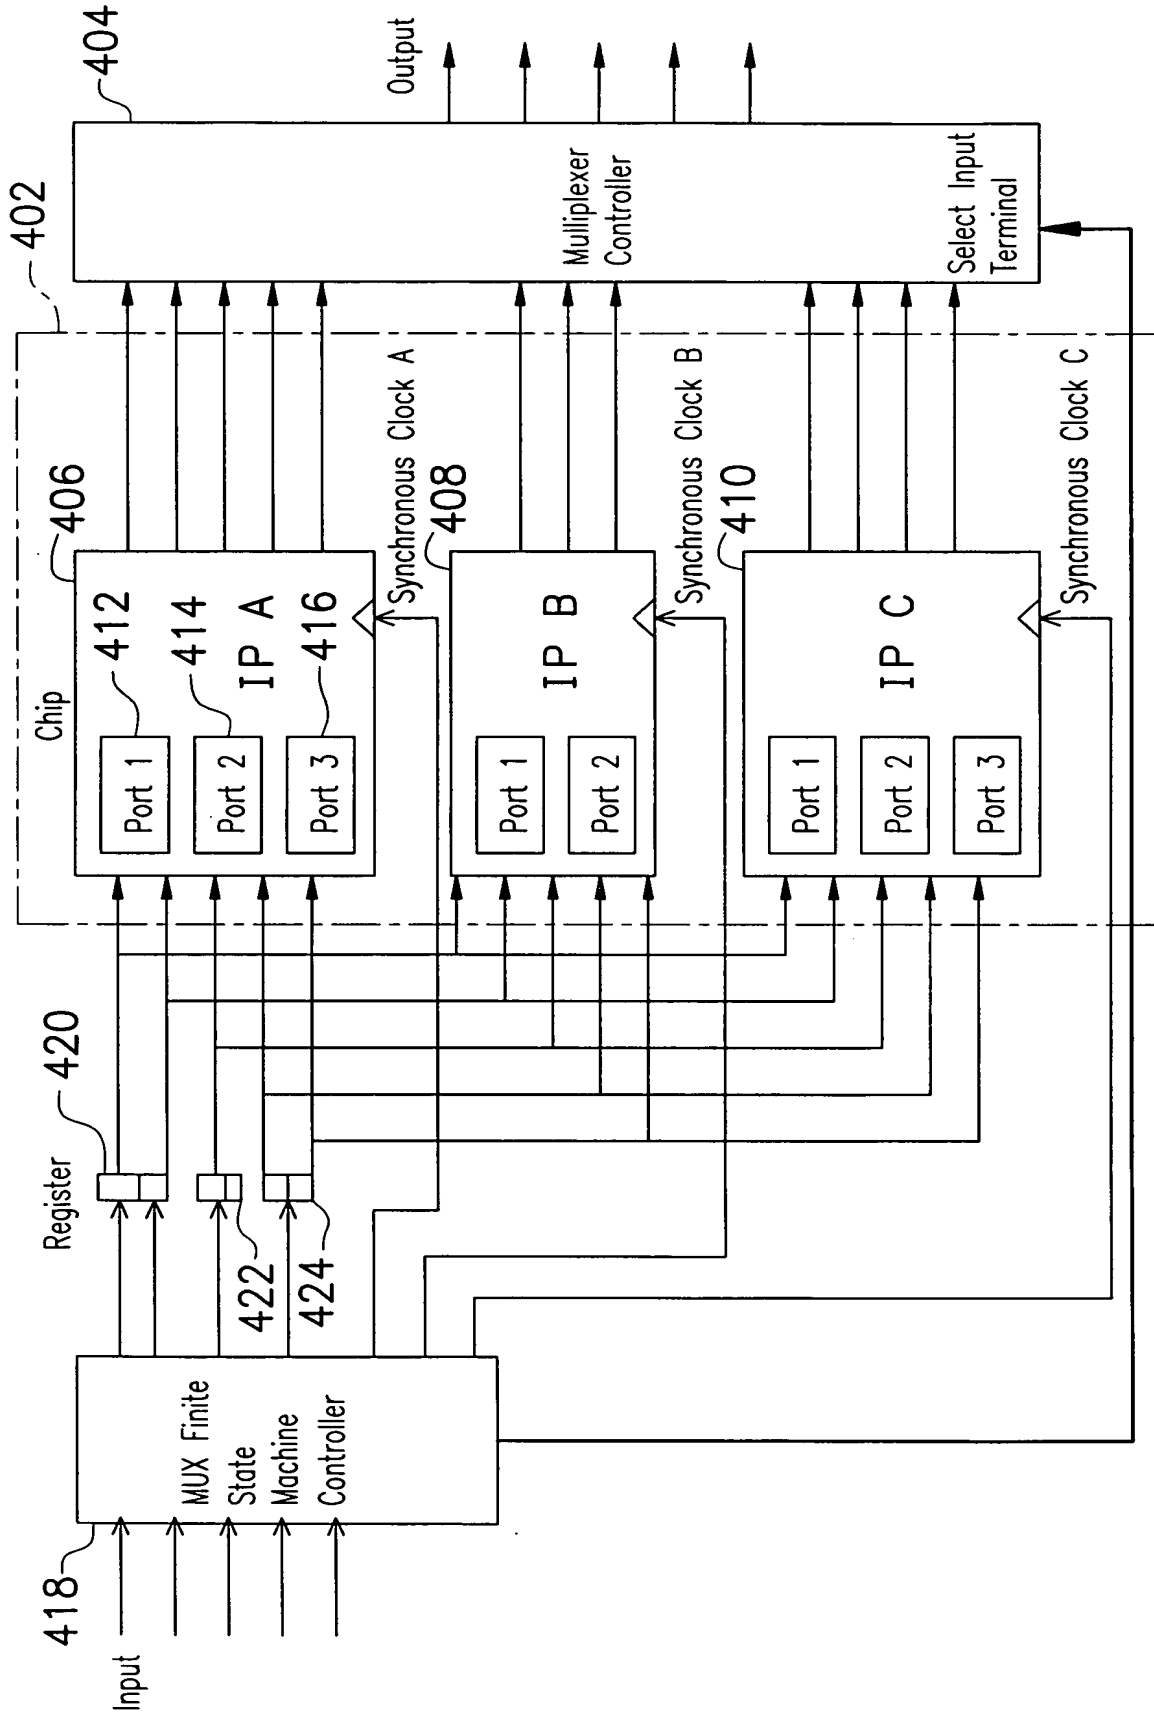 Input
418
MUX Finite
State
Machine
Controller
Register
420
422
424
Chip
402
406
412
Port 1
414
Port 2
416
Port 3
IP A
Synchronous Clock A
408
Port 1
Port 2
IP B
Synchronous Clock B
410
Port 1
Port 2
Port 3
IP C
Synchronous Clock C
404
Mulliplexer
Controller
Select Input
Terminal
Output